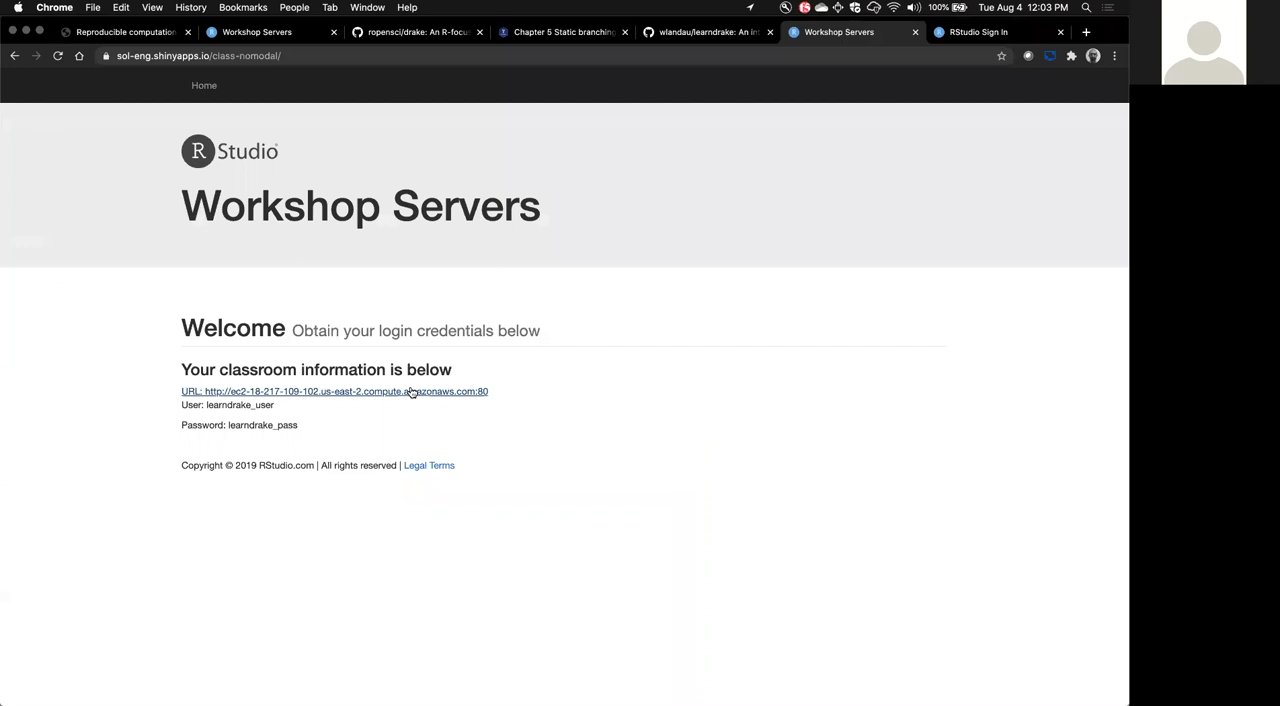 Chrome File Edit View History Bookmarks People Tab Window Help 100% Tue Aug 4 12:03 PM
Reproducible computation Workshop Servers ropensci/drake: An R-focu Chapter 5 Static branching wlandau/learndrake: An int Workshop Servers RStudio Sign In
sol-eng.shinyapps.io/class-nomodal/
Home
R Studio
Workshop Servers
Welcome Obtain your login credentials below
Your classroom information is below
URL: http://ec2-18-217-109-102.us-east-2.compute.amazonaws.com:80
User: learndrake_user
Password: learndrake_pass
Copyright © 2019 RStudio.com | All rights reserved | Legal Terms